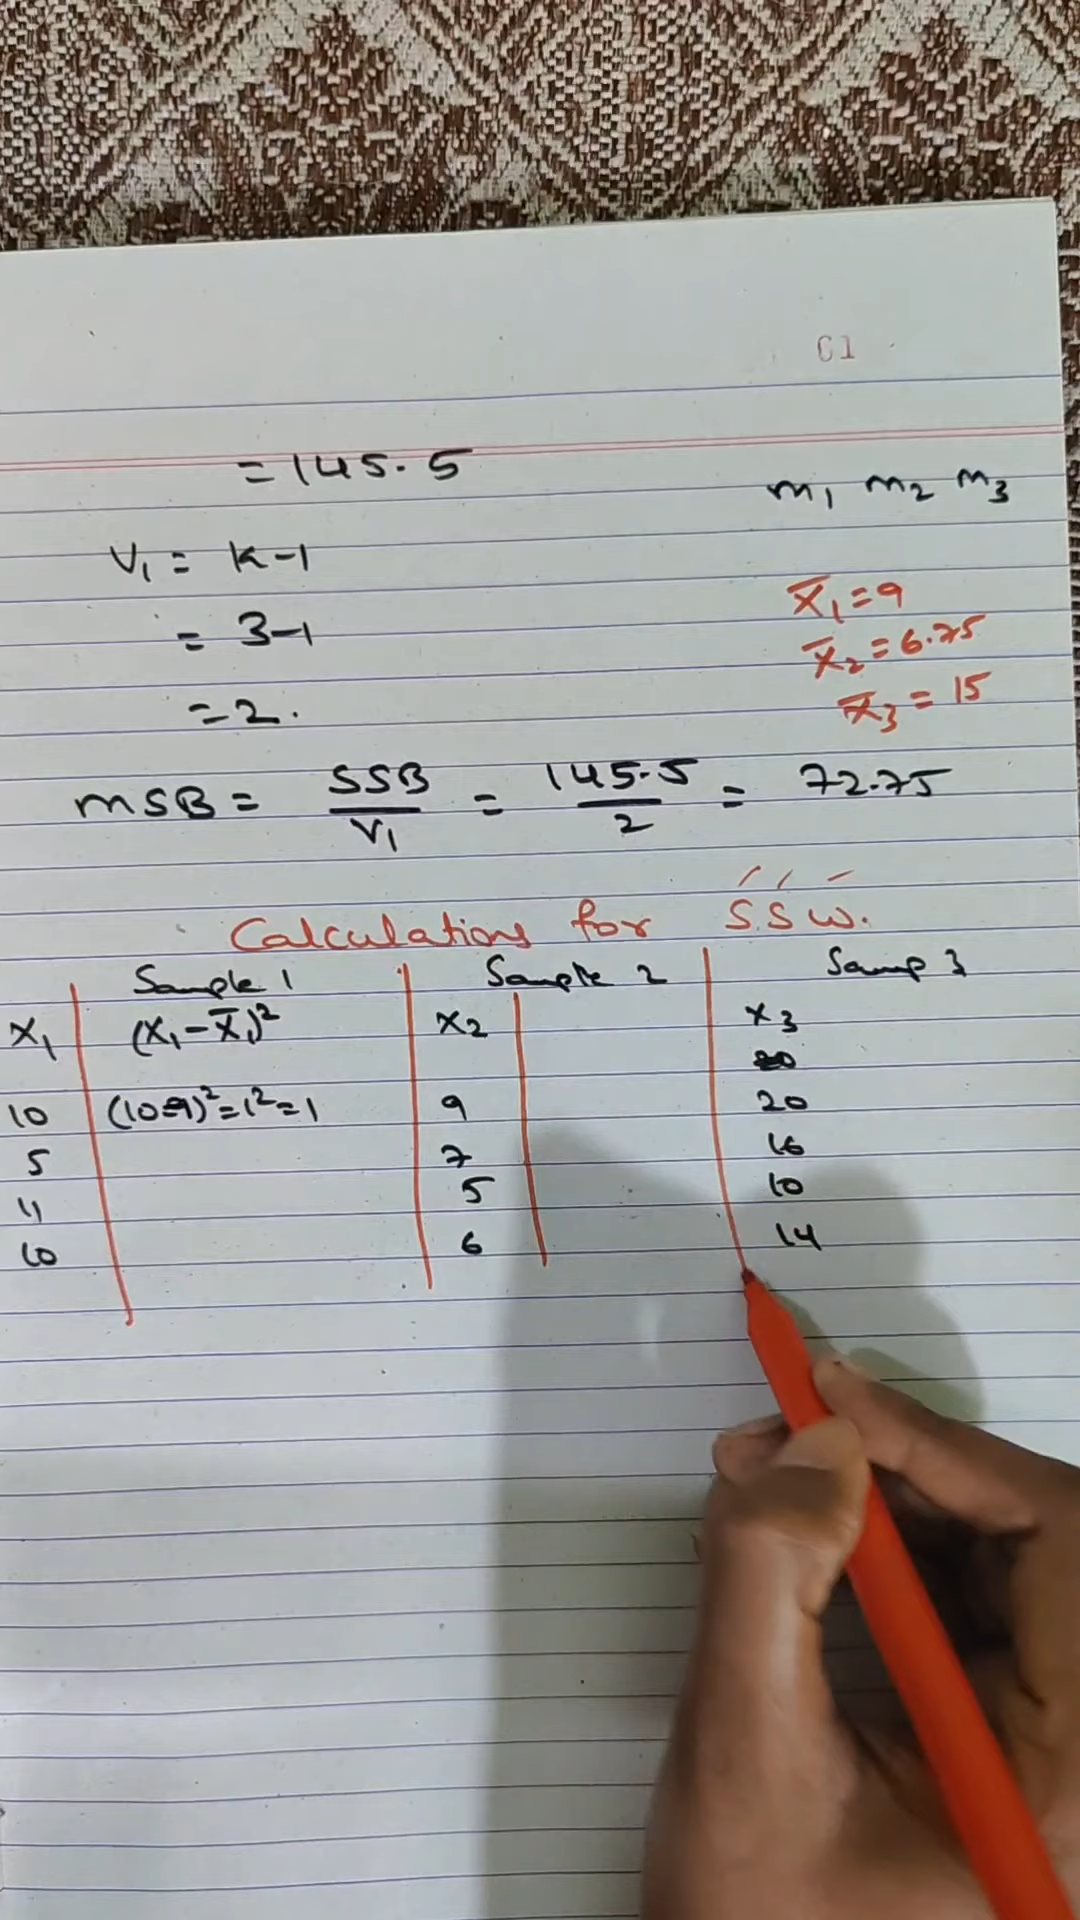 C1
= 145.5
m₁ m₂ m₃
V₁ = K-1
= 3-1
= 2.
X̄₁ = 9
X̄₂ = 6.75
X̄₃ = 15
MSB = SSB/V₁ = 145.5/2 = 72.75
Calculations for S.S.W.
Sample 1 Sample 2 Samp 3
X₁ (X₁-X̄₁)² X₂ X₃
10 (10-9)²=1²=1 9 20
5 7 16
11 5 10
10 6 14